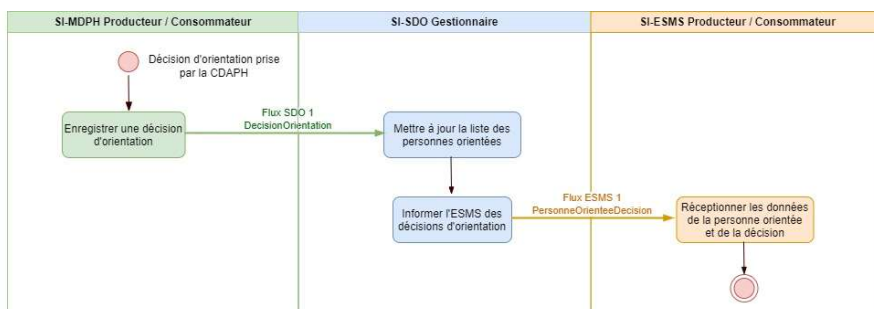 SI-MDPH Producteur / Consommateur
SI-SDO Gestionnaire
SI-ESMS Producteur / Consommateur
Décision d'orientation prise
par la CDAPH
Enregistrer une décision
d'orientation
Flux SDO 1
DecisionOrientation
Mettre à jour la liste des
personnes orientées
Informer l'ESMS des
décisions d'orientation
Flux ESMS 1
PersonneOrienteeDecision
Réceptionner les données
de la personne orientée
et de la décision